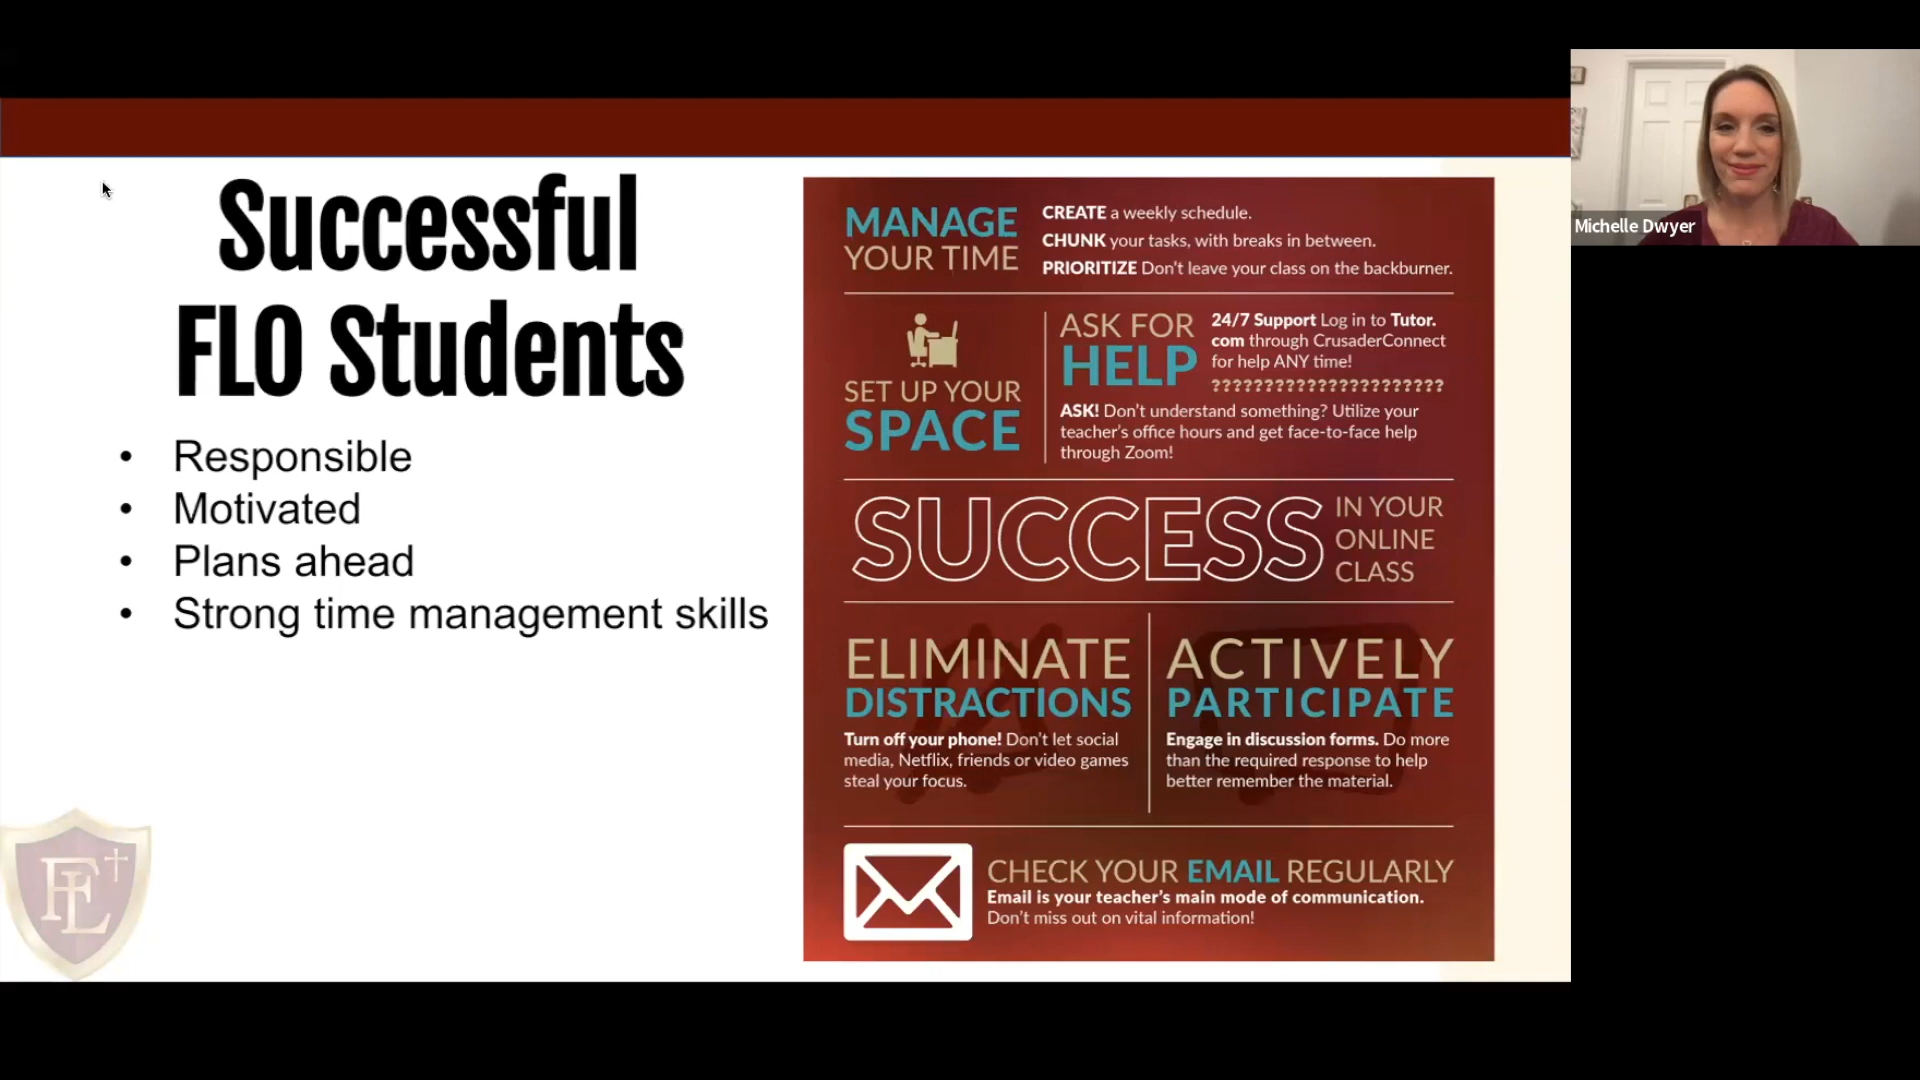 Successful
FLO Students
• Responsible
• Motivated
• Plans ahead
• Strong time management skills
MANAGE
YOUR TIME
CREATE a weekly schedule.
CHUNK your tasks, with breaks in between.
PRIORITIZE Don't leave your class on the backburner.
SET UP YOUR
SPACE
ASK FOR
HELP
24/7 Support Log in to Tutor.
com through CrusaderConnect
for help ANY time!
??????????????????????
ASK! Don't understand something? Utilize your
teacher's office hours and get face-to-face help
through Zoom!
SUCCESS
IN YOUR
ONLINE
CLASS
ELIMINATE
DISTRACTIONS
Turn off your phone! Don't let social
media, Netflix, friends or video games
steal your focus.
ACTIVELY
PARTICIPATE
Engage in discussion forms. Do more
than the required response to help
better remember the material.
CHECK YOUR EMAIL REGULARLY
Email is your teacher's main mode of communication.
Don't miss out on vital information!
FL
Michelle Dwyer